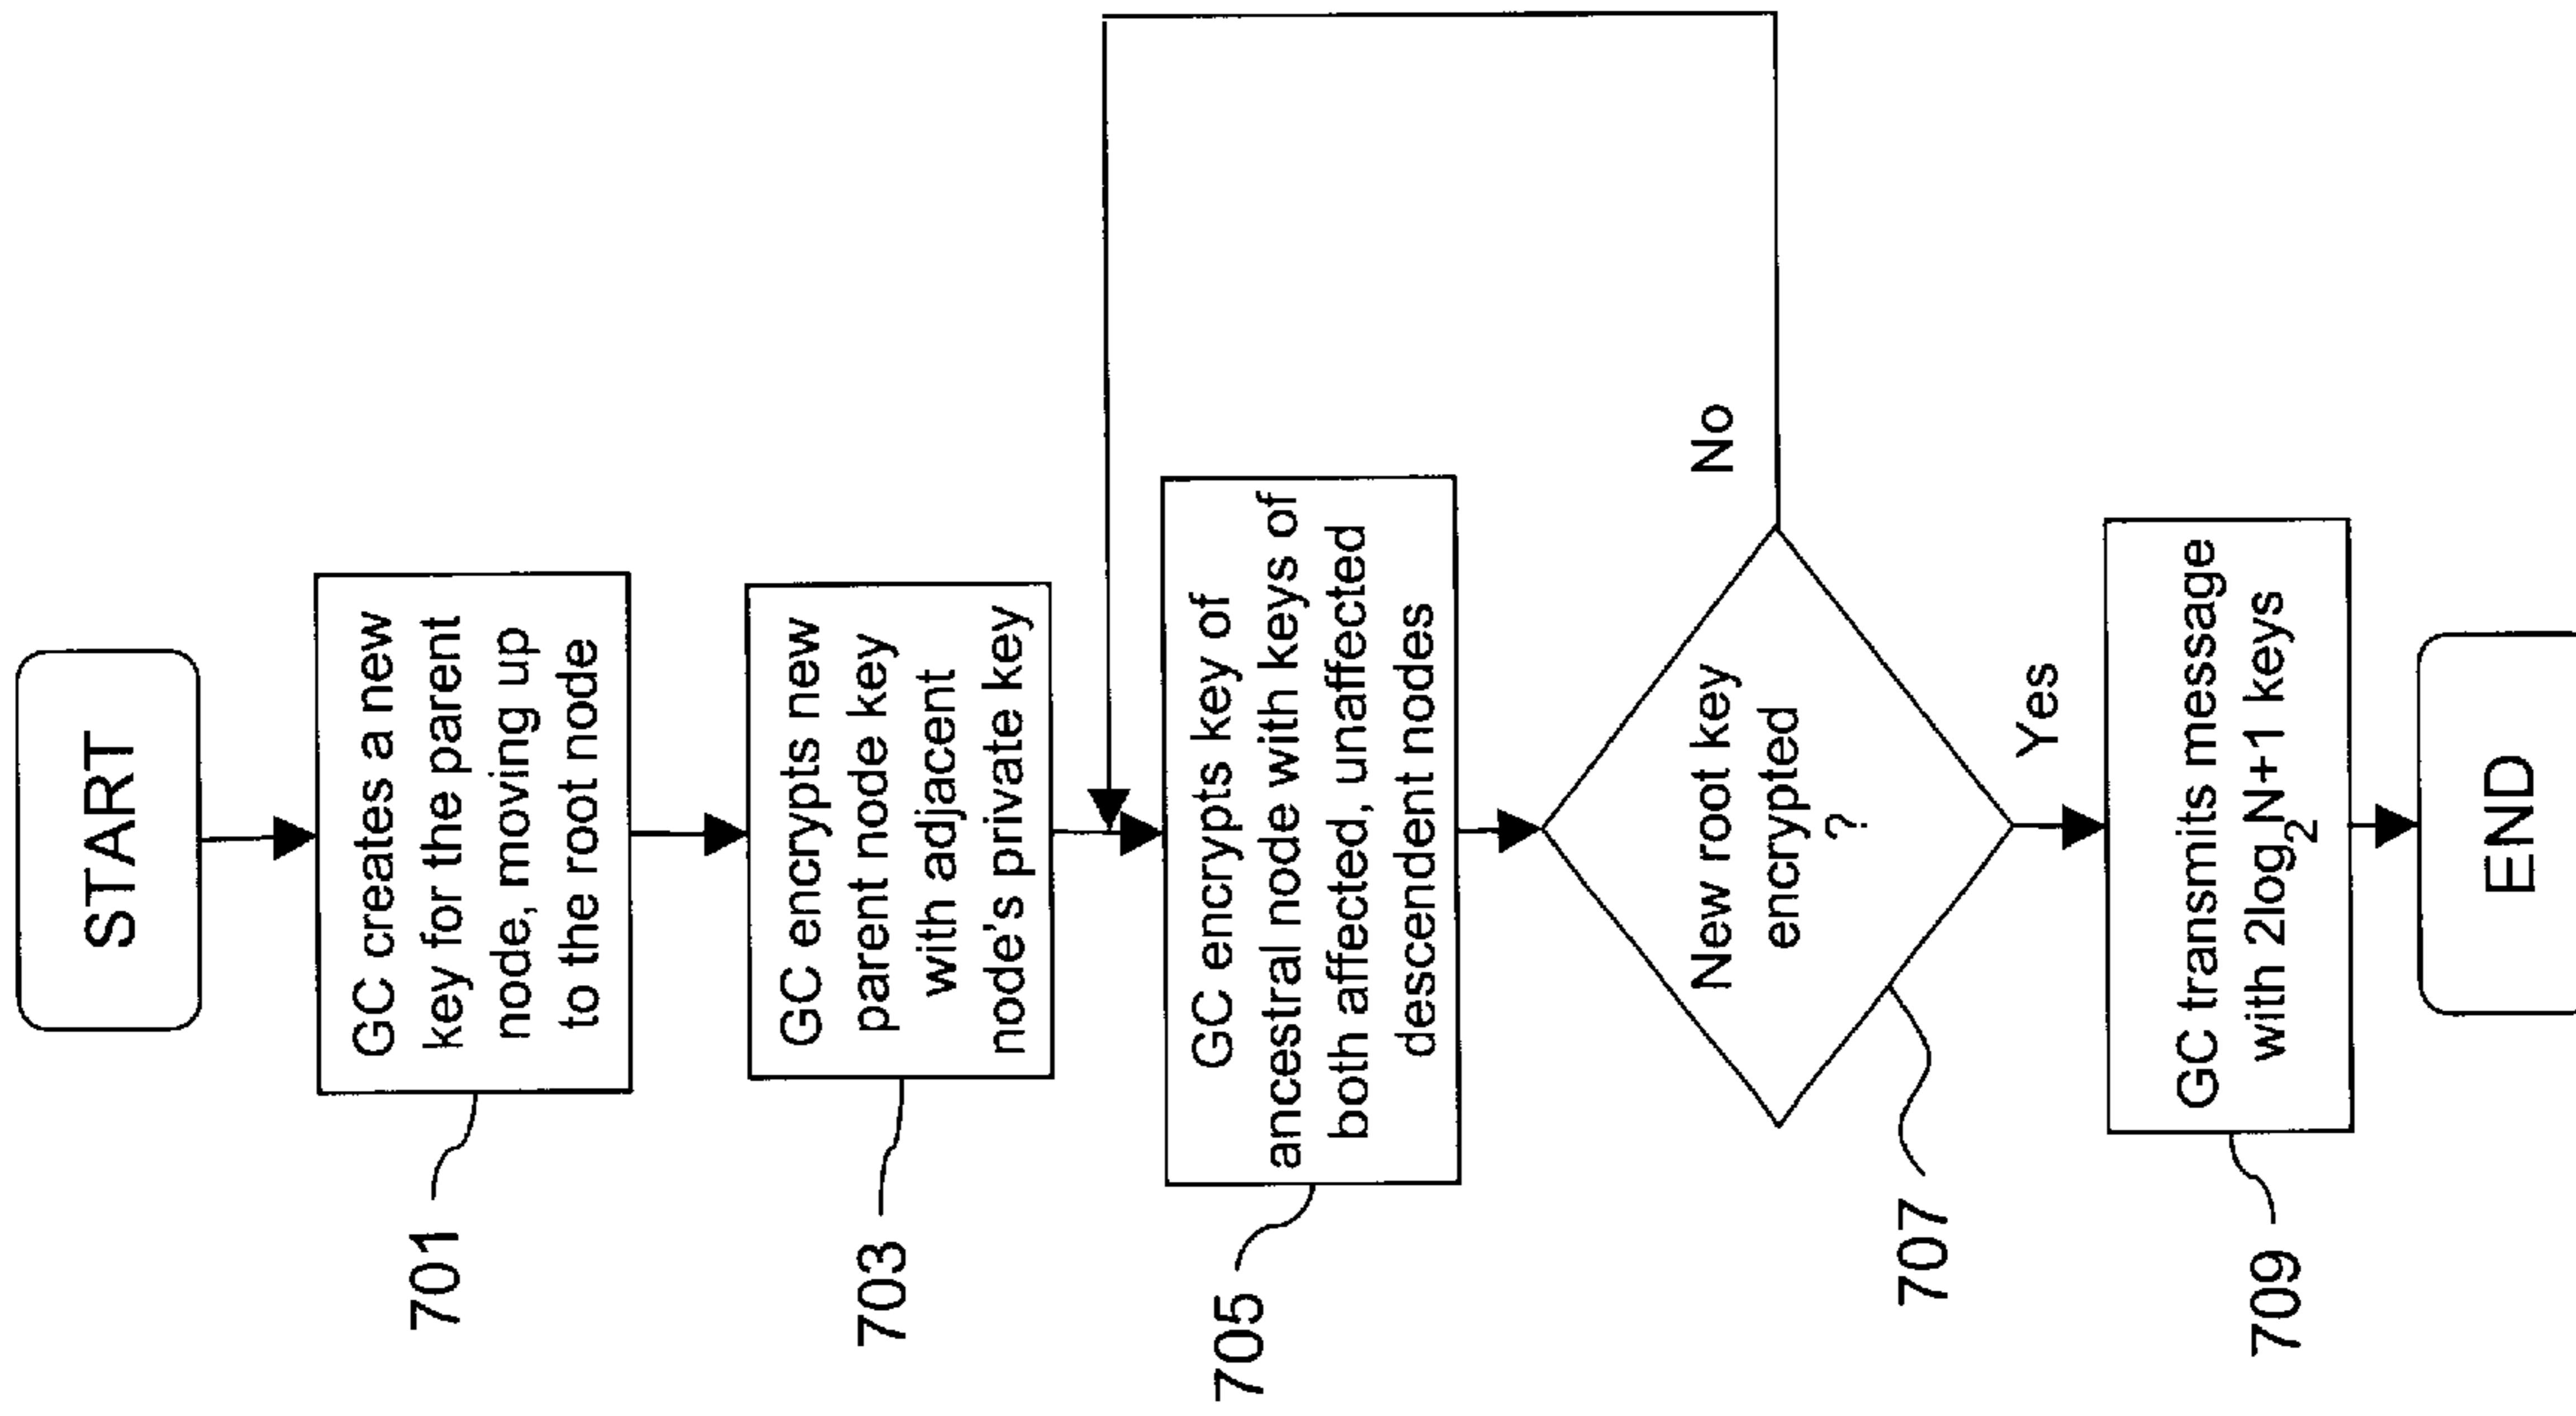 START
GC creates a new
key for the parent
node, moving up
to the root node
701
GC encrypts new
parent node key
with adjacent
node's private key
703
GC encrypts key of
ancestral node with keys of
both affected, unaffected
descendent nodes
705
New root key
encrypted
?
707
No
Yes
GC transmits message
with 2log₂N+1 keys
709
END